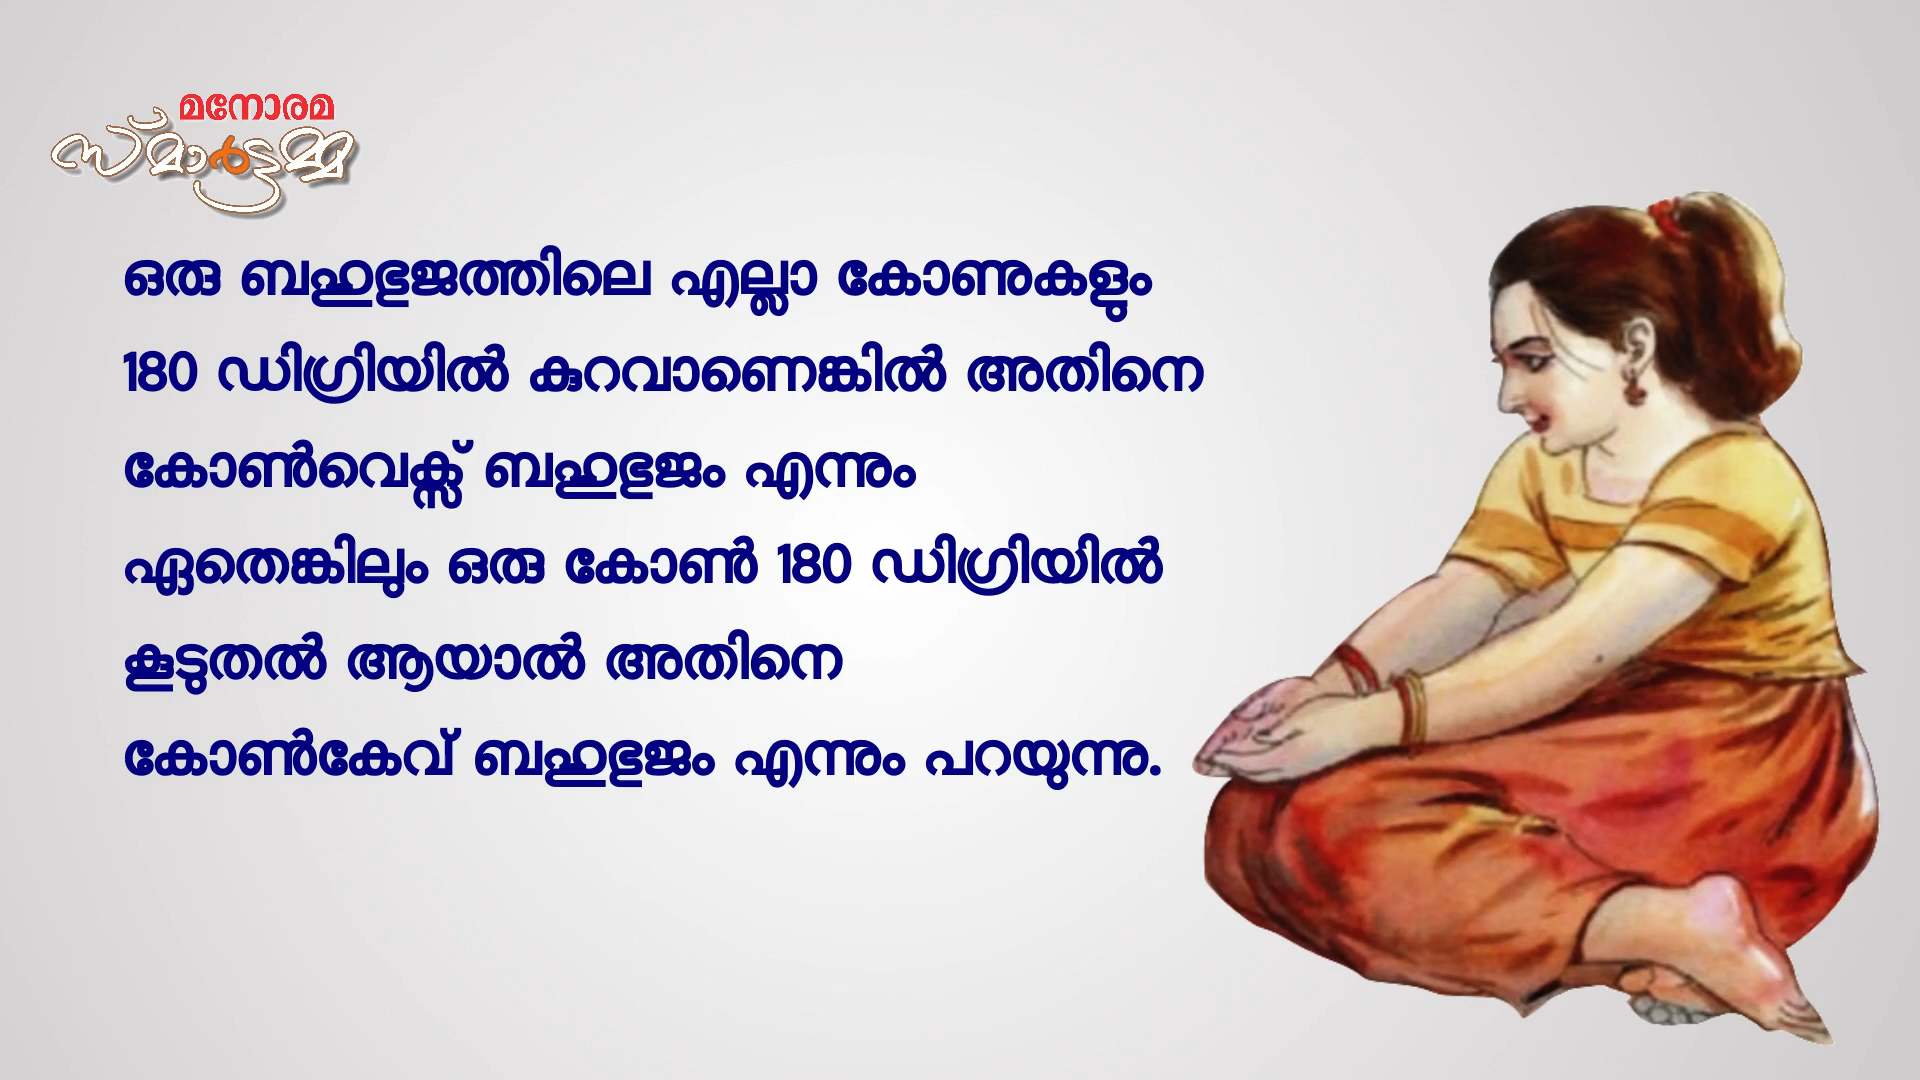 മനോരമ
സ്മാർട്ടമ്മ
ഒരു ബഹുഭുജത്തിലെ എല്ലാ കോണുകളും
180 ഡിഗ്രിയിൽ കുറവാണെങ്കിൽ അതിനെ
കോൺവെക്സ് ബഹുഭുജം എന്നും
ഏതെങ്കിലും ഒരു കോൺ 180 ഡിഗ്രിയിൽ
കൂടുതൽ ആയാൽ അതിനെ
കോൺകേവ് ബഹുഭുജം എന്നും പറയുന്നു.